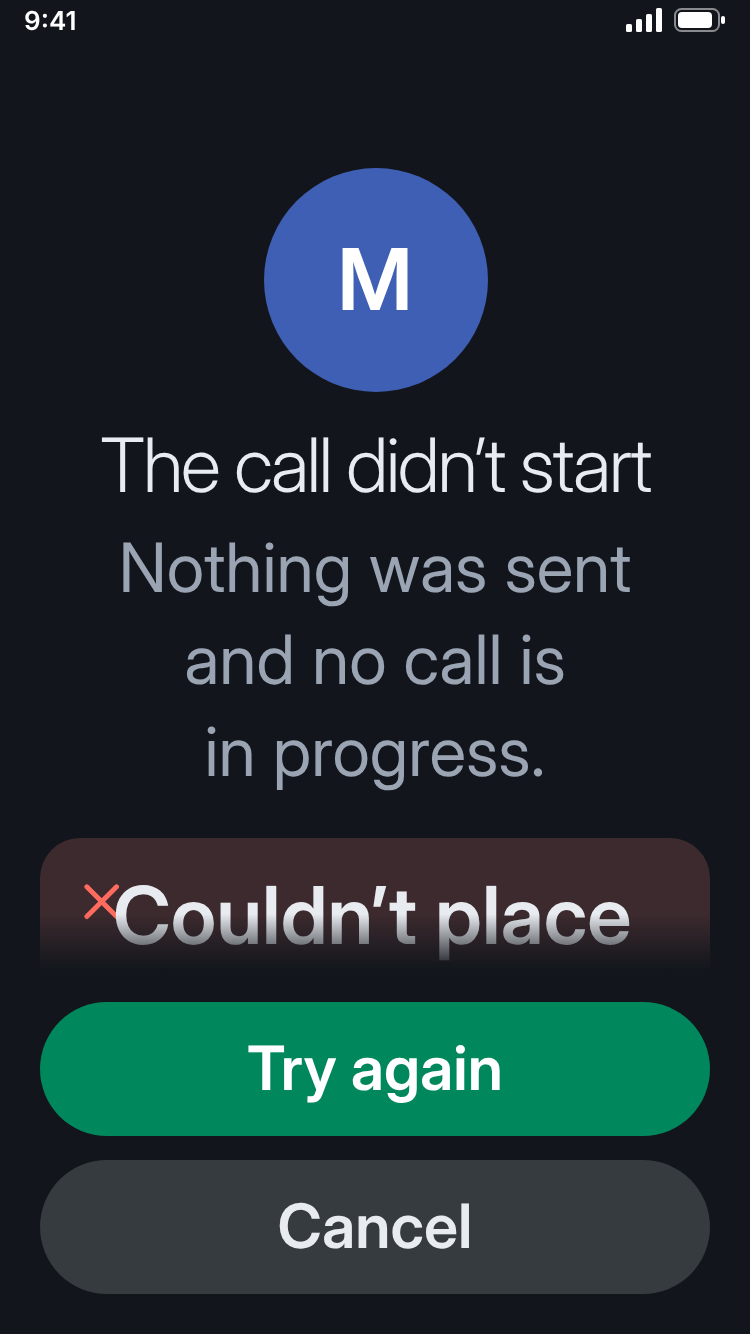 9:41
M
The call didn’t start
Nothing was sent
and no call is
in progress.
Couldn’t place
Try again
Cancel